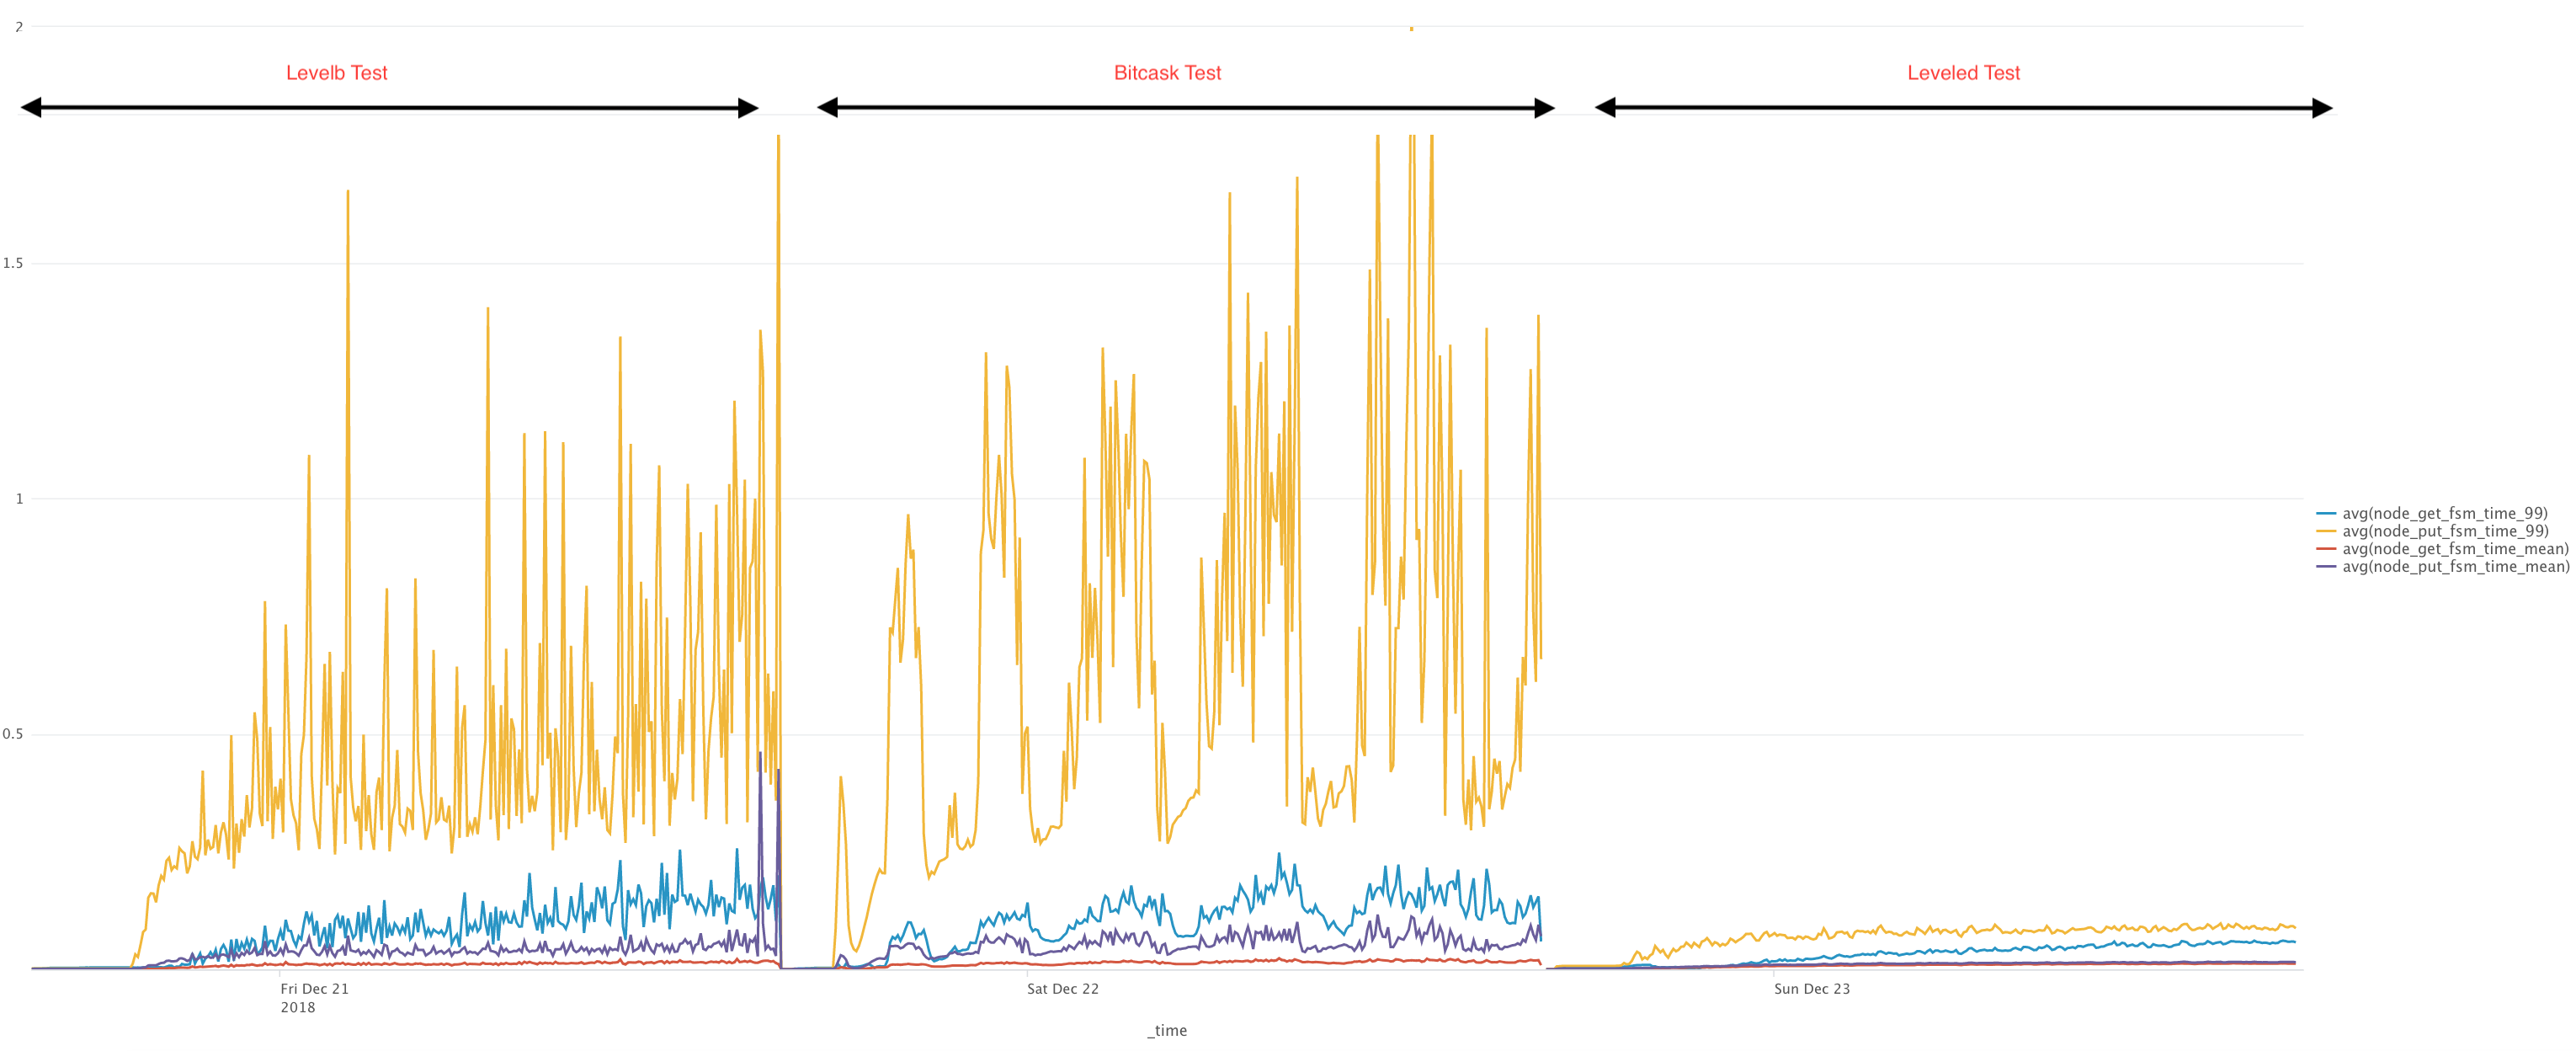 2
Levelb Test
Bitcask Test
Leveled Test
1.5
1
avg(node_get_fsm_time_99)
avg(node_put_fsm_time_99)
avg(node_get_fsm_time_mean)
avg(node_put_fsm_time_mean)
0.5
Fri Dec 21
2018
Sat Dec 22
Sun Dec 23
_time